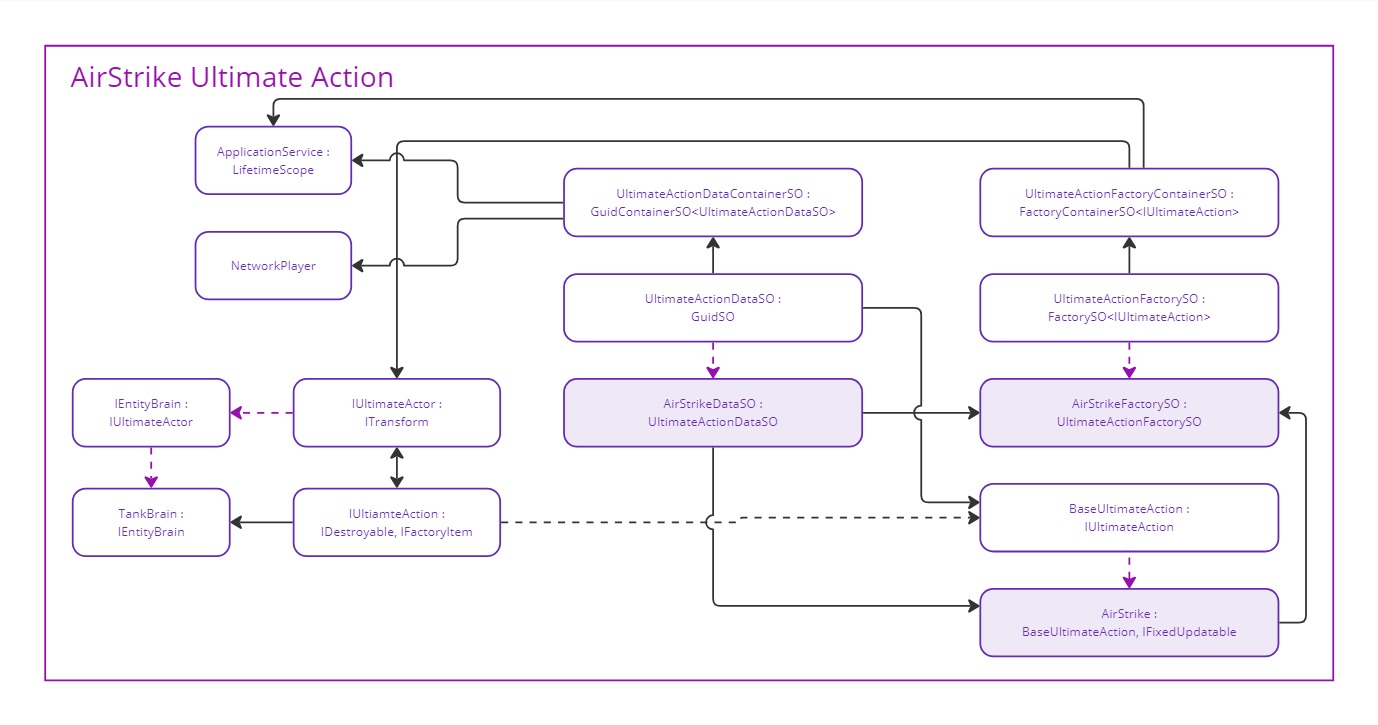 AirStrike Ultimate Action
ApplicationService :
LifetimeScope
UltimateActionDataContainerSO :
GuidContainerSO<UltimateActionDataSO>
UltimateActionFactoryContainerSO :
FactoryContainerSO<IUltimateAction>
NetworkPlayer
UltimateActionDataSO :
GuidSO
UltimateActionFactorySO :
FactorySO<IUltimateAction>
IEntityBrain :
IUltimateActor
IUltimateActor :
ITransform
AirStrikeDataSO :
UltimateActionDataSO
AirStrikeFactorySO :
UltimateActionFactorySO
TankBrain :
IEntityBrain
IUltiamteAction :
IDestroyable, IFactoryItem
BaseUltimateAction :
IUltimateAction
AirStrike :
BaseUltimateAction, IFixedUpdatable